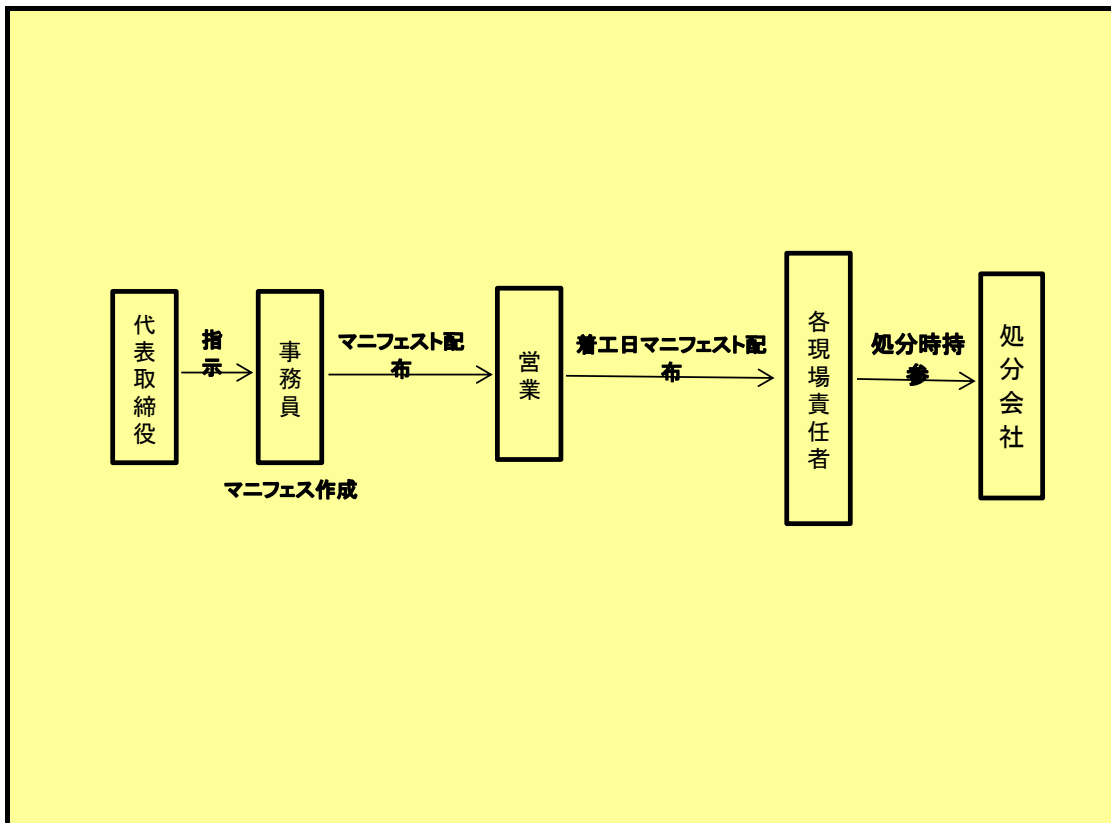 代表取締役
指
示
事務員
マニフェス作成
マニフェスト配
布
営業
着工日マニフェスト配
布
各現場責任者
処分時持
参
処分会社